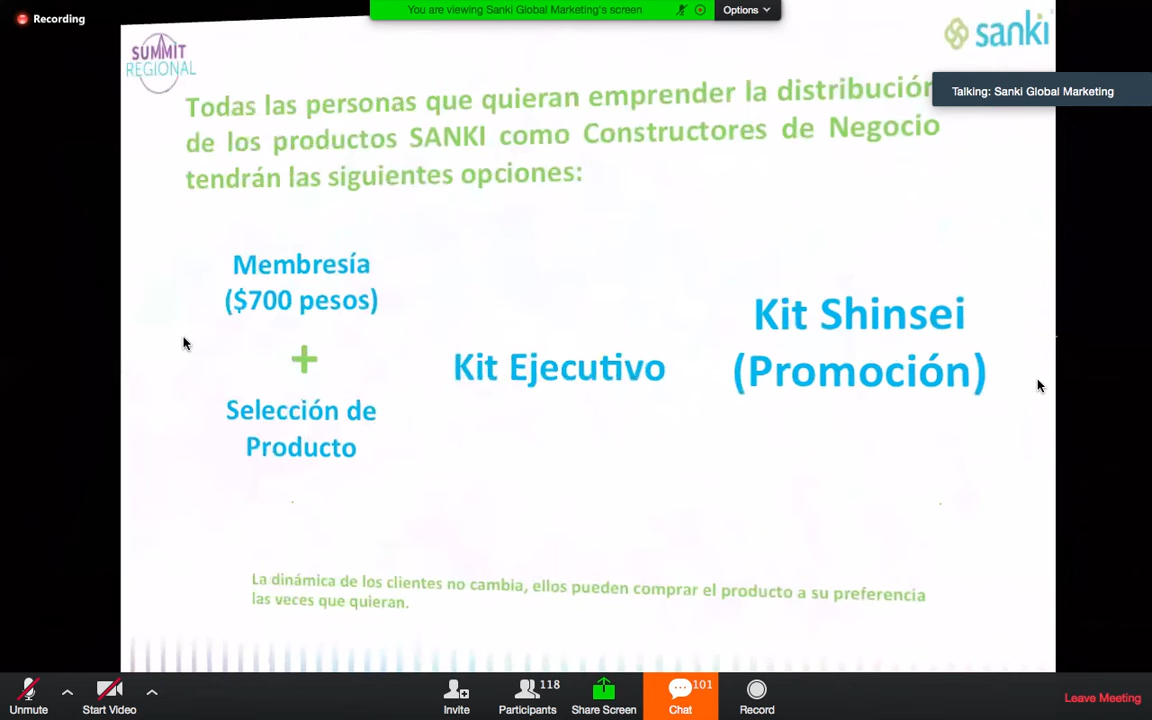 Recording
You are viewing Sanki Global Marketing's screen
Options
SUMMIT
REGIONAL
sanki
Talking: Sanki Global Marketing
Todas las personas que quieran emprender la distribución
de los productos SANKI como Constructores de Negocio
tendrán las siguientes opciones:
Membresía
($700 pesos)
+
Selección de
Producto
Kit Ejecutivo
Kit Shinsei
(Promoción)
La dinámica de los clientes no cambia, ellos pueden comprar el producto a su preferencia
las veces que quieran.
Unmute
Start Video
Invite
118
Participants
Share Screen
101
Chat
Record
Leave Meeting